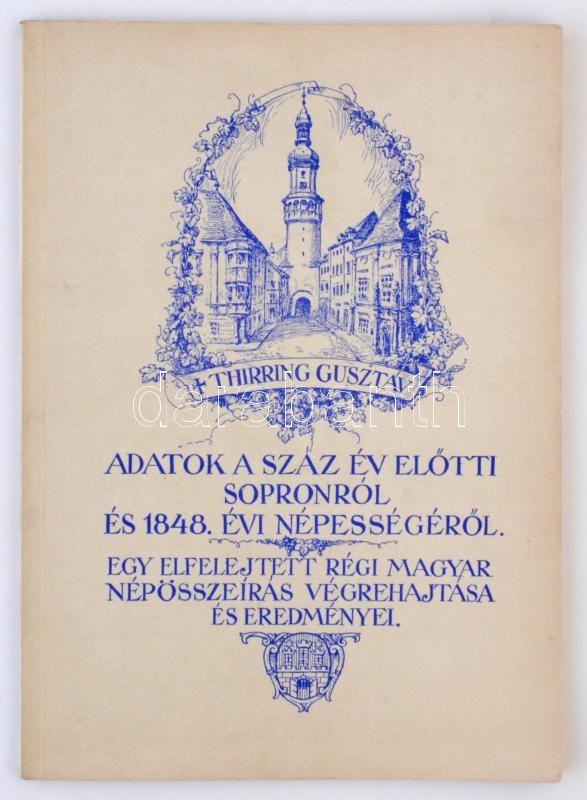 † THIRRING GUSZTÁV
darabanth
ADATOK A SZÁZ ÉV ELŐTTI
SOPRONRÓL
ÉS 1848. ÉVI NÉPESSÉGÉRŐL.
EGY ELFELEJTETT RÉGI MAGYAR
NÉPÖSSZEÍRÁS VÉGREHAJTÁSA
ÉS EREDMÉNYEI.